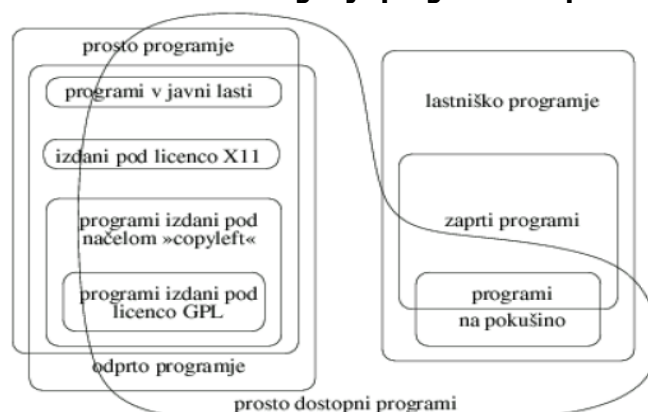 prosto programje
programi v javni lasti
izdani pod licenco X11
programi izdani pod
načelom »copyleft«
programi izdani pod
licenco GPL
odprto programje
lastniško programje
zaprti programi
programi
na pokušino
prosto dostopni programi